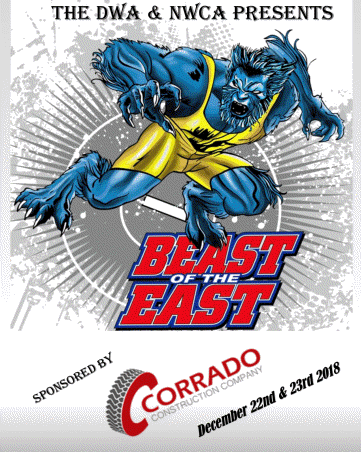 THE DWA & NWCA PRESENTS
BEAST
OF THE
EAST
SPONSORED BY
CORRADO
CONSTRUCTION COMPANY
December 22nd & 23rd 2018